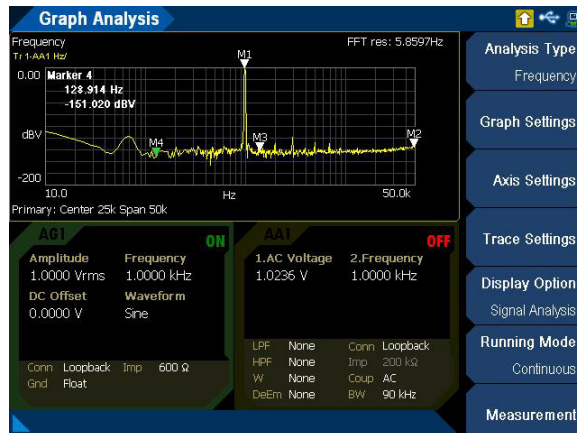 Graph Analysis
Frequency
FFT res: 5.8597Hz
Tr 1-AA1 Hz/
M1
0.00
Marker 4
128.914 Hz
-151.020 dBV
dBV
M4
M3
M2
-200
10.0
Hz
50.0k
Primary: Center 25k Span 50k
AG1
ON
Amplitude
Frequency
1.0000 Vrms
1.0000 kHz
DC Offset
Waveform
0.0000 V
Sine
Conn Loopback Imp 600 Ω
Gnd Float
AA1
OFF
1.AC Voltage
2.Frequency
1.0236 V
1.0000 kHz
LPF None Conn Loopback
HPF None Imp 200 kΩ
W None Coup AC
DeEm None BW 90 kHz
Analysis Type
Frequency
Graph Settings
Axis Settings
Trace Settings
Display Option
Signal Analysis
Running Mode
Continuous
Measurement